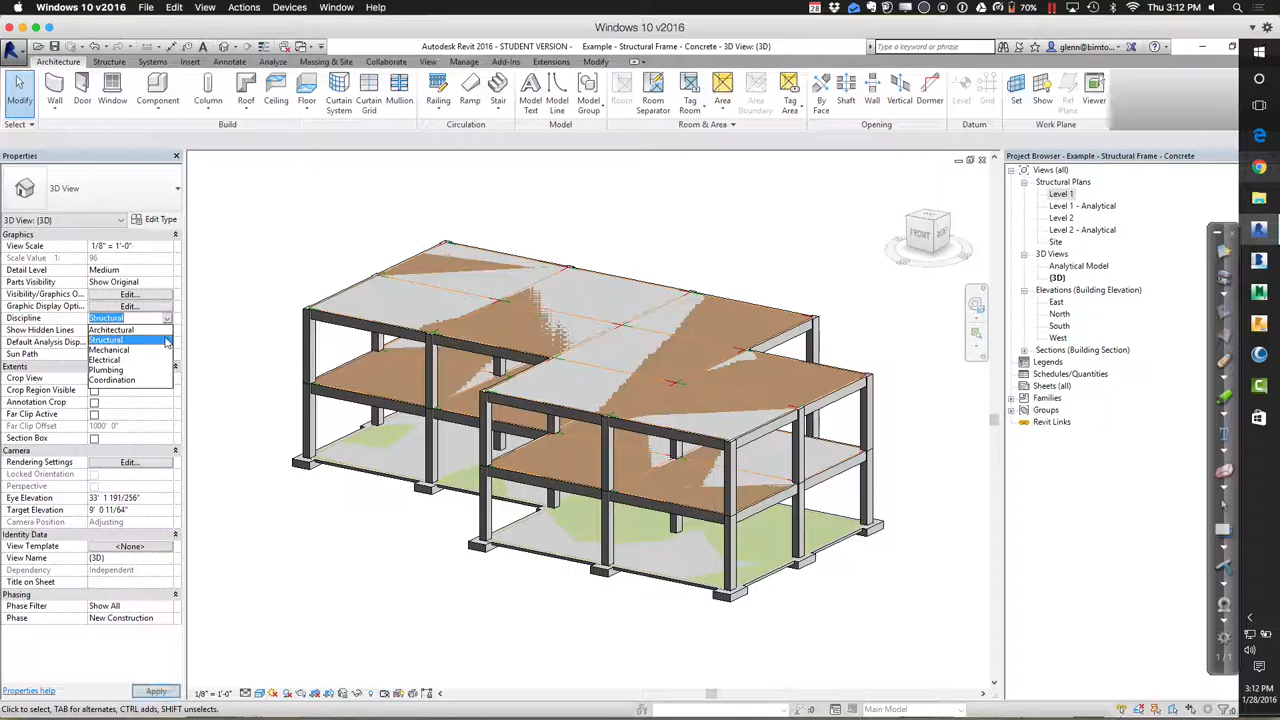 File Edit View Actions Devices Window Help
70% Thu 3:12 PM
Windows 10 v2016
Autodesk Revit 2016 - STUDENT VERSION - Example - Structural Frame - Concrete - 3D View: {3D}
Type a keyword or phrase
glenn@bimto...
Architecture Structure Systems Insert Annotate Analyze Massing & Site Collaborate View Manage Add-Ins Extensions Modify
Modify Wall Door Window Component Column Roof Ceiling Floor Curtain System Curtain Grid Mullion Railing Ramp Stair Model Text Model Line Model Group Room Room Separator Tag Room Area Area Boundary Tag Area By Face Shaft Wall Vertical Dormer Level Grid Set Show Ref Plane Viewer
Select Build Circulation Model Room & Area Opening Datum Work Plane
Properties
3D View
3D View: {3D} Edit Type
Graphics
View Scale 1/8" = 1'-0"
Scale Value 1: 96
Detail Level Medium
Parts Visibility Show Original
Visibility/Graphics O... Edit...
Graphic Display Opti... Edit...
Discipline Structural
Show Hidden Lines Architectural
Default Analysis Disp... Structural
Sun Path Mechanical
Electrical
Plumbing
Coordination
Extents
Crop View
Crop Region Visible
Annotation Crop
Far Clip Active
Far Clip Offset 1000' 0"
Section Box
Camera
Rendering Settings Edit...
Locked Orientation
Perspective
Eye Elevation 33' 1 191/256"
Target Elevation 9' 0 11/64"
Camera Position Adjusting
Identity Data
View Template <None>
View Name {3D}
Dependency Independent
Title on Sheet
Phasing
Phase Filter Show All
Phase New Construction
Properties help Apply
FRONT
Project Browser - Example - Structural Frame - Concrete
Views (all)
Structural Plans
Level 1
Level 1 - Analytical
Level 2
Level 2 - Analytical
Site
3D Views
Analytical Model
{3D}
Elevations (Building Elevation)
East
North
South
West
Sections (Building Section)
Legends
Schedules/Quantities
Sheets (all)
Families
Groups
Revit Links
1/1
1/8" = 1'-0"
Click to select, TAB for alternates, CTRL adds, SHIFT unselects.
:0 Main Model :0
3:12 PM
1/28/2016